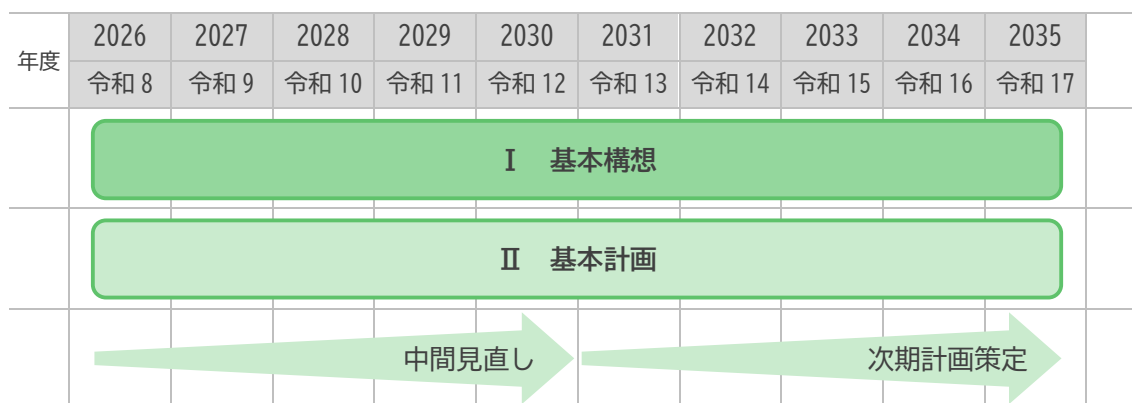 年度
2026 2027 2028 2029 2030 2031 2032 2033 2034 2035
令和 8 令和 9 令和 10 令和 11 令和 12 令和 13 令和 14 令和 15 令和 16 令和 17
Ⅰ 基本構想
Ⅱ 基本計画
中間見直し 次期計画策定